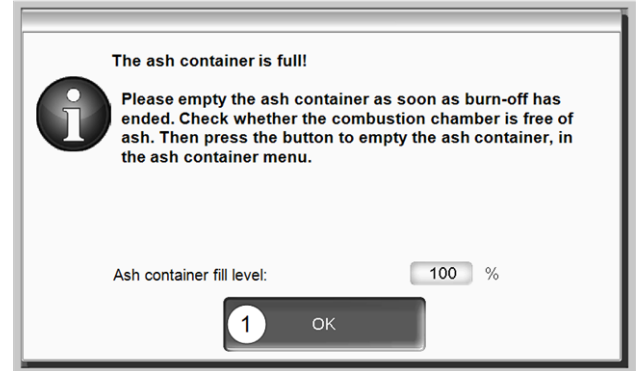 The ash container is full!
Please empty the ash container as soon as burn-off has
ended. Check whether the combustion chamber is free of
ash. Then press the button to empty the ash container, in
the ash container menu.
Ash container fill level: 100 %
1 OK